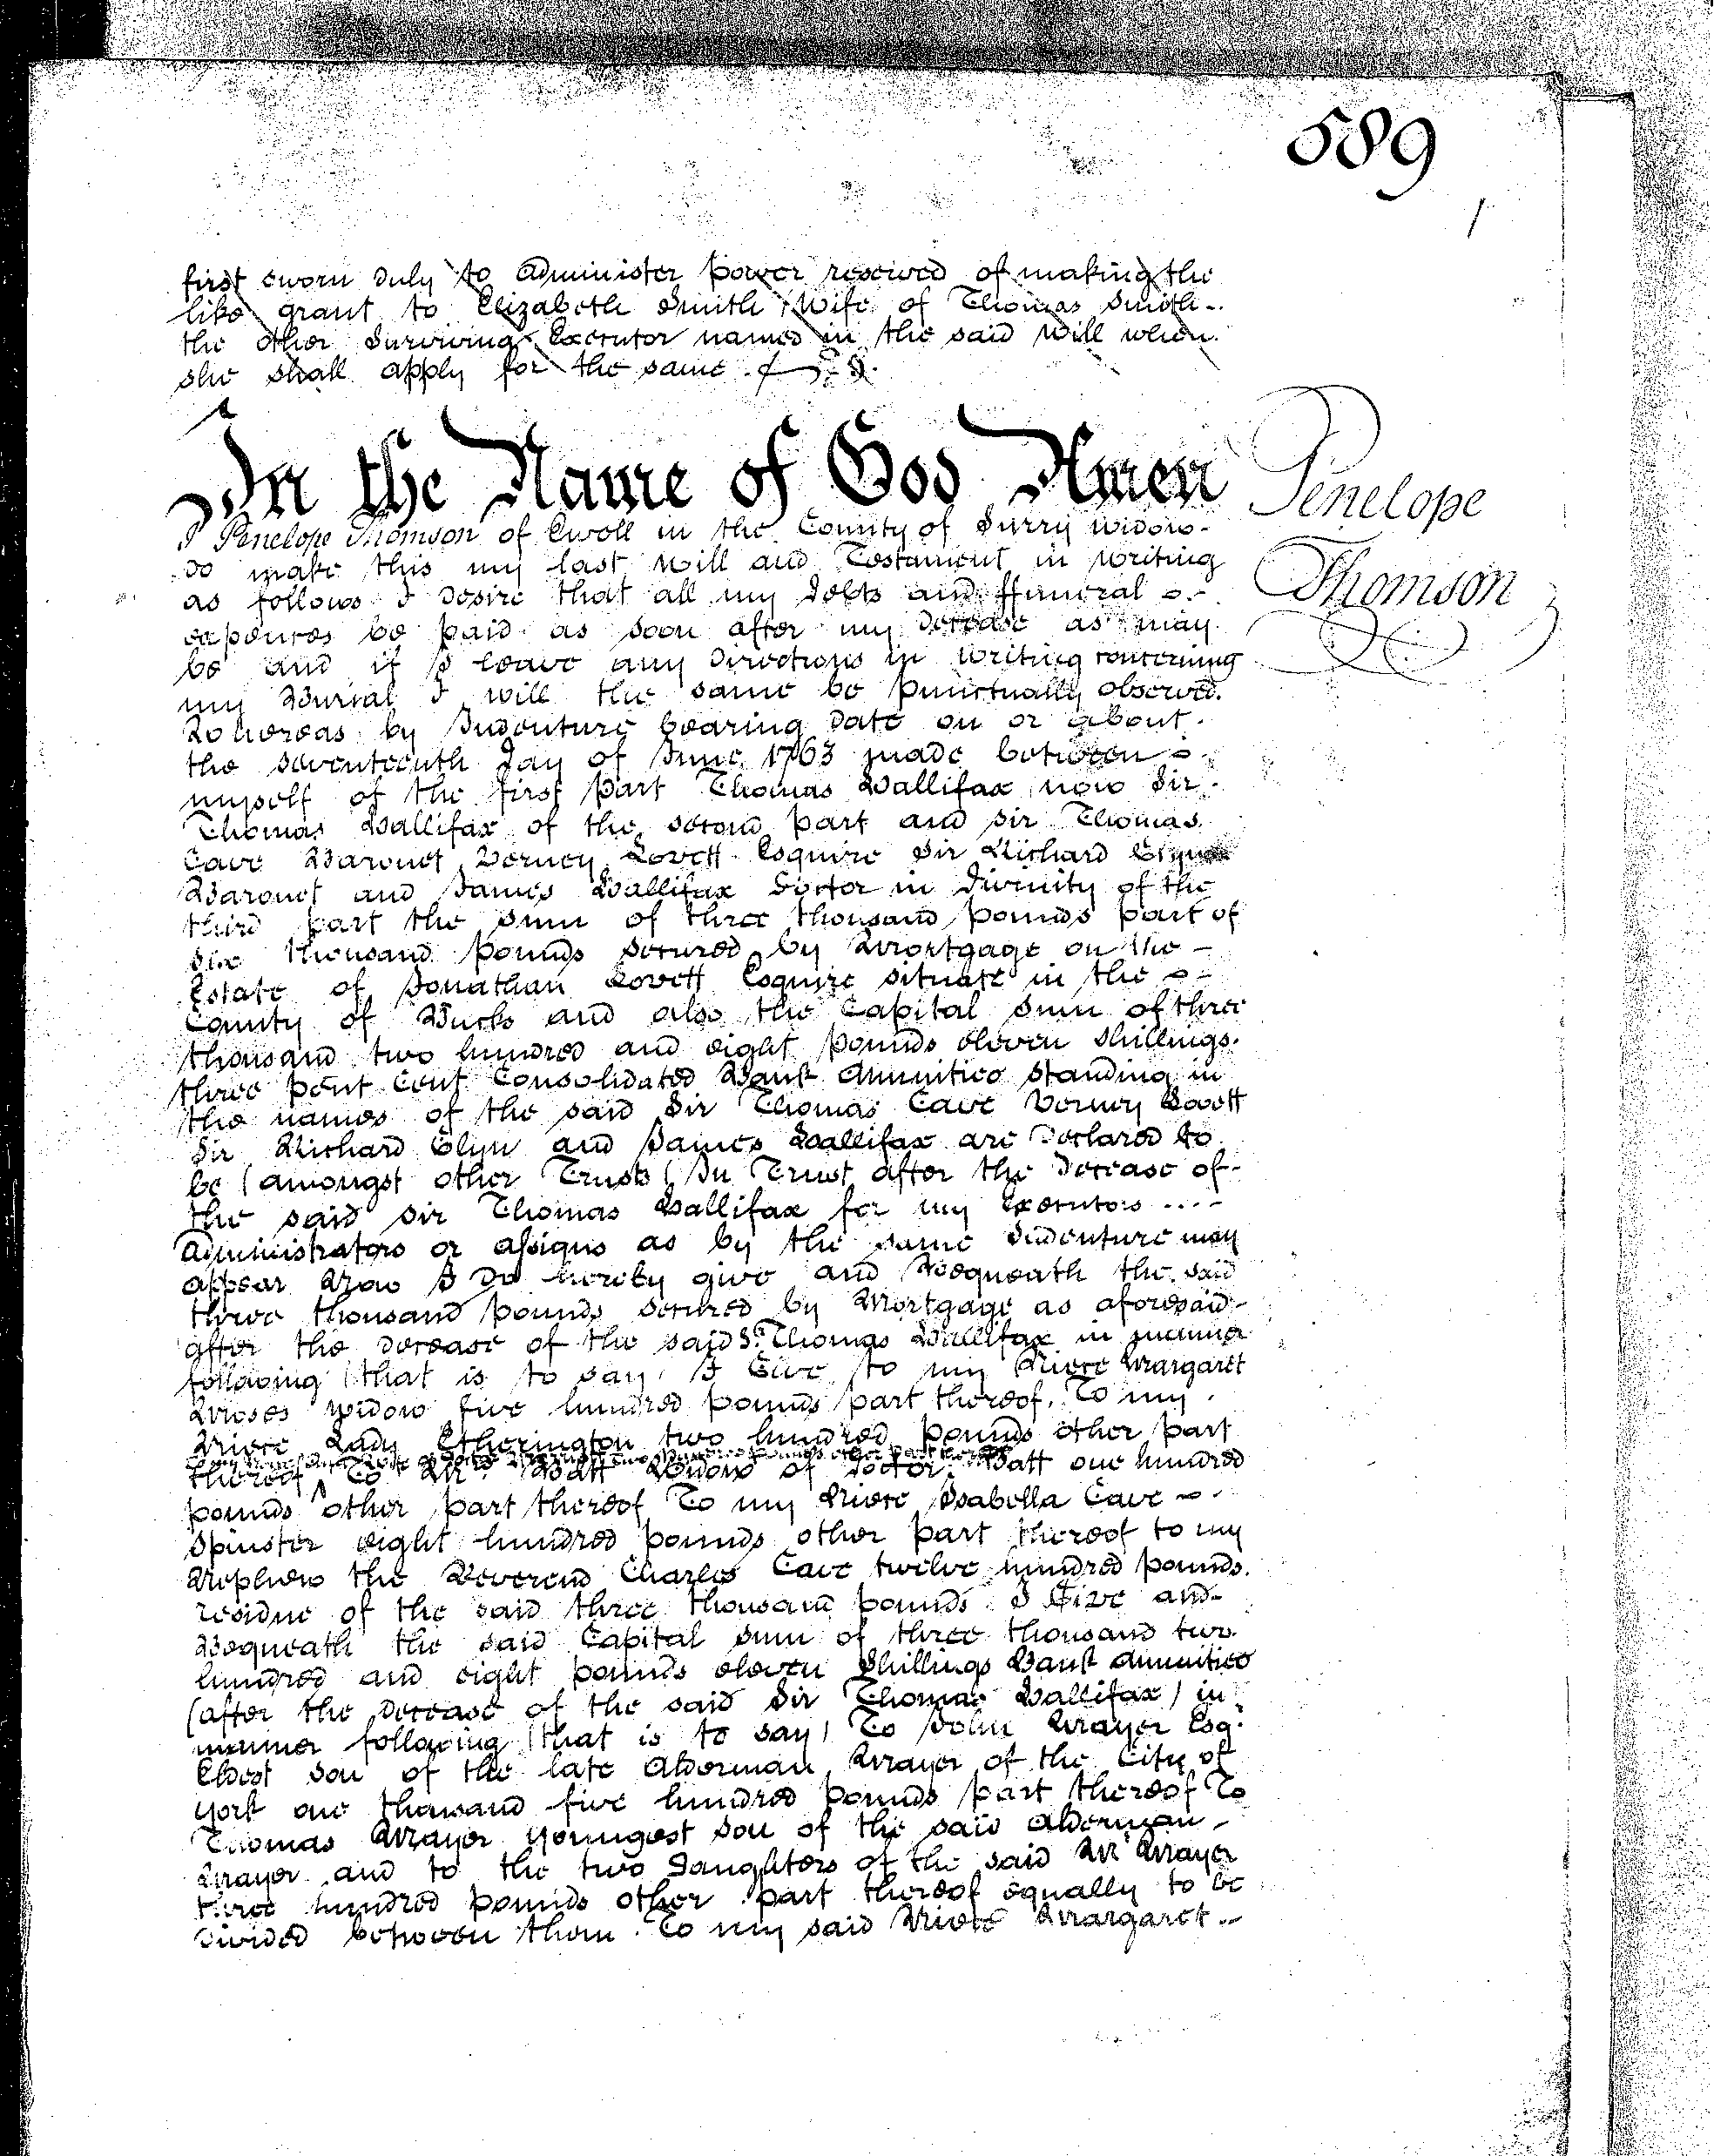 589
first sworn duly to administer power reserved of making the
like grant to Elizabeth Smith Wife of Thomas Smith
the other Surviving Executor named in the said Will when
she shall apply for the same
In the Name of God Amen
Penelope
Thomson
I Penelope Thomson of Ewell in the County of Surry Widow
do make this my last Will and Testament in Writing
as follows I desire that all my debts and ffuneral
expences be paid as soon after my decease as may
be and if I leave any directions in writing concerning
my Burial I will the same be punctually observed.
Whereas by Indenture bearing date on or about
the seventeenth day of June 1763 made between
myself of the first part Thomas Hallifax now Sir
Thomas Hallifax of the second part and Sir Thomas
Cave Baronet Verney Lovett Esquire Sir Richard Glynn
Baronet and James Hallifax Doctor in Divinity of the
third part the sum of three thousand pounds part of
six thousand pounds secured by Mortgage on the
Estate of Jonathan Lovett Esquire situate in the
County of Bucks and also the Capital sum of three
thousand two hundred and eight pounds eleven shillings
three pent Cent Consolidated Bank Annuities standing in
the names of the said Sir Thomas Cave Verney Lovett
Sir Richard Glyn and James Hallifax are declared to
be (amongst other Trusts) In Trust after the decease of
the said Sir Thomas Hallifax for my Executors
Administrators or assigns as by the same Indenture may
appear Now I Do hereby give and Bequeath the said
three thousand pounds secured by Mortgage as aforesaid
after the decease of the said Sr. Thomas Hallifax in manner
following that is to say I Give to my Niece Margaret
Moses Widow five hundred pounds part thereof. To my
Niece Lady Etherington two hundred pounds other part
two hundred pounds other part thereof
thereof To Mrs. Batt Widow of Doctor Batt one hundred
pounds other part thereof To my Niece Isabella Cave
Spinster eight hundred pounds other part thereof to my
Nephew the Reverend Charles Cave twelve hundred pounds
residue of the said three thousand pounds I Give and
Bequeath the said Capital sum of three thousand two
hundred and eight pounds eleven Shillings Bank Annuities
(after the decease of the said Sir Thomas Hallifax) in
manner following (that is to say) To John Mayer Esqr.
Eldest son of the late Alderman Mayer of the City of
York one thousand five hundred pounds part thereof To
Thomas Mayer Youngest son of the said Alderman
Mayer and to the two Daughters of the said Mr Mayer
three hundred pounds other part thereof equally to be
divided between them. To my said Niece Margaret